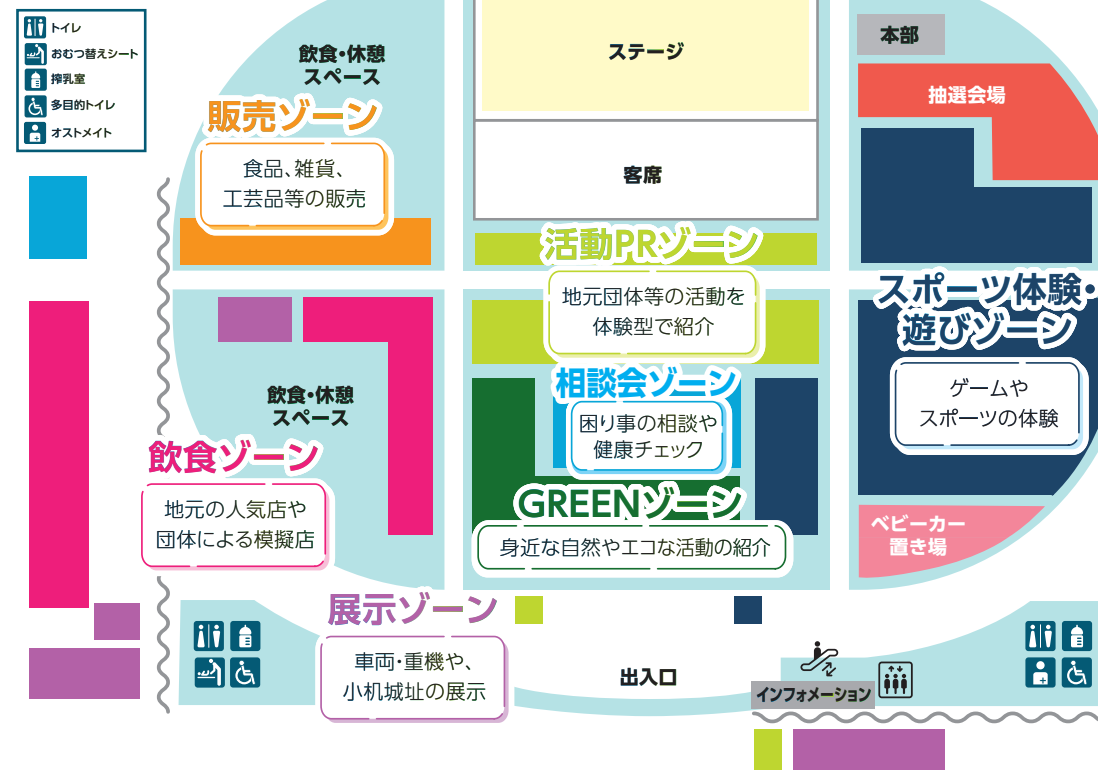 トイレ
おむつ替えシート
搾乳室
多目的トイレ
オストメイト
飲食・休憩
スペース
販売ゾーン
食品、雑貨、
工芸品等の販売
ステージ
客席
本部
抽選会場
活動PRゾーン
地元団体等の活動を
体験型で紹介
スポーツ体験・
遊びゾーン
ゲームや
スポーツの体験
相談会ゾーン
困り事の相談や
健康チェック
飲食・休憩
スペース
飲食ゾーン
地元の人気店や
団体による模擬店
GREENゾーン
身近な自然やエコな活動の紹介
ベビーカー
置き場
展示ゾーン
車両・重機や、
小机城址の展示
出入口
インフォメーション